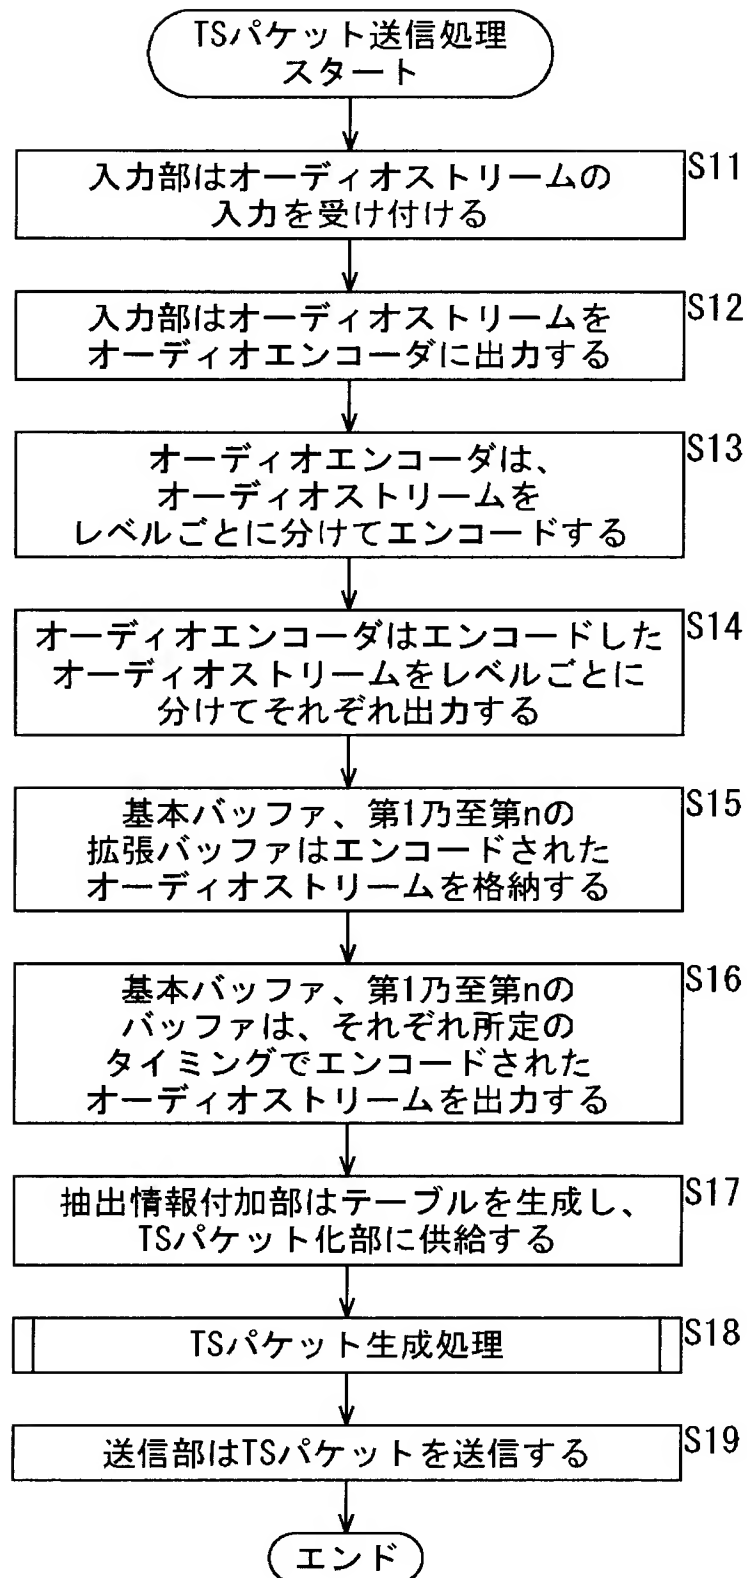 TSパケット送信処理
スタート
S11
入力部はオーディオストリームの
入力を受け付ける
S12
入力部はオーディオストリームを
オーディオエンコーダに出力する
S13
オーディオエンコーダは、
オーディオストリームを
レベルごとに分けてエンコードする
S14
オーディオエンコーダはエンコードした
オーディオストリームをレベルごとに
分けてそれぞれ出力する
S15
基本バッファ、第1乃至第nの
拡張バッファはエンコードされた
オーディオストリームを格納する
S16
基本バッファ、第1乃至第nの
バッファは、それぞれ所定の
タイミングでエンコードされた
オーディオストリームを出力する
S17
抽出情報付加部はテーブルを生成し、
TSパケット化部に供給する
S18
TSパケット生成処理
S19
送信部はTSパケットを送信する
エンド